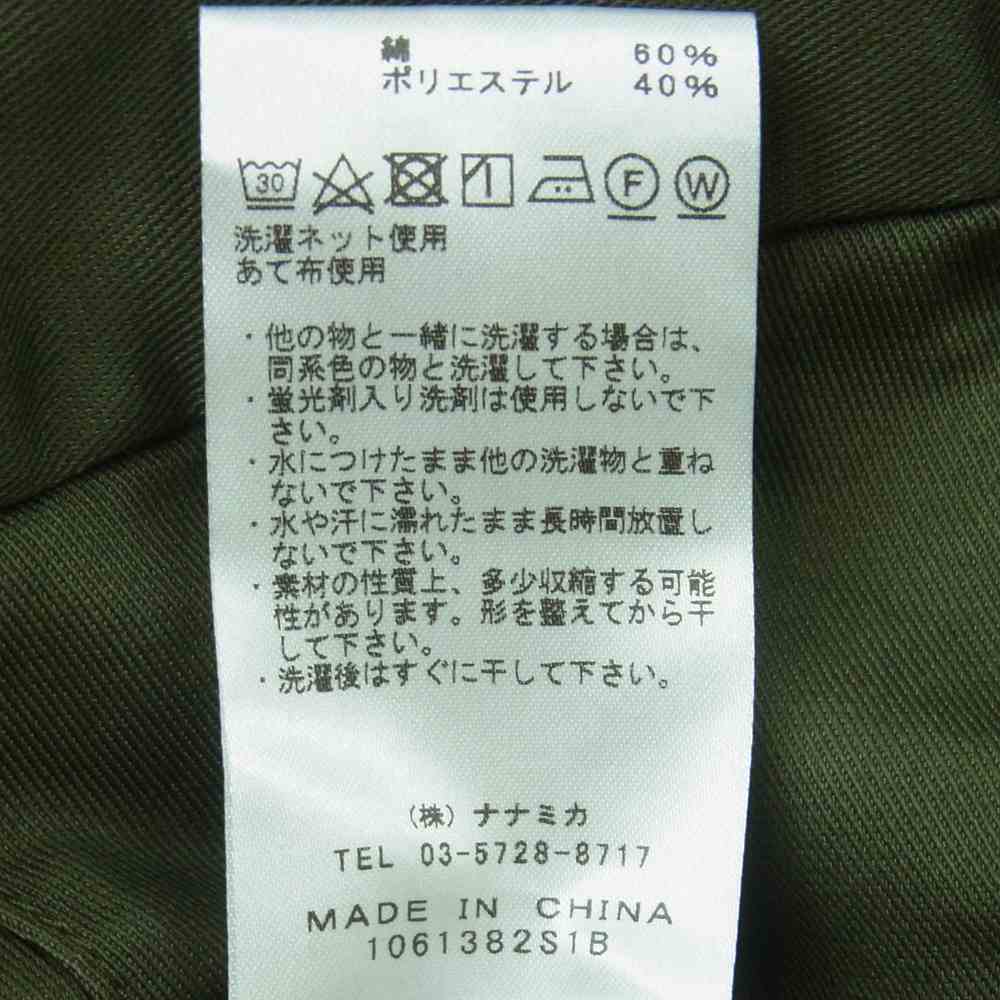 綿 60%
ポリエステル 40%
30 F W
洗濯ネット使用
あて布使用
・他の物と一緒に洗濯する場合は、
同系色の物と洗濯して下さい。
・蛍光剤入り洗剤は使用しないで下
さい。
・水につけたまま他の洗濯物と重ね
ないで下さい。
・水や汗に濡れたまま長時間放置し
ないで下さい。
・素材の性質上、多少収縮する可能
性があります。形を整えてから干
して下さい。
・洗濯後はすぐに干して下さい。
(株)ナナミカ
TEL 03-5728-8717
MADE IN CHINA
1061382S1B